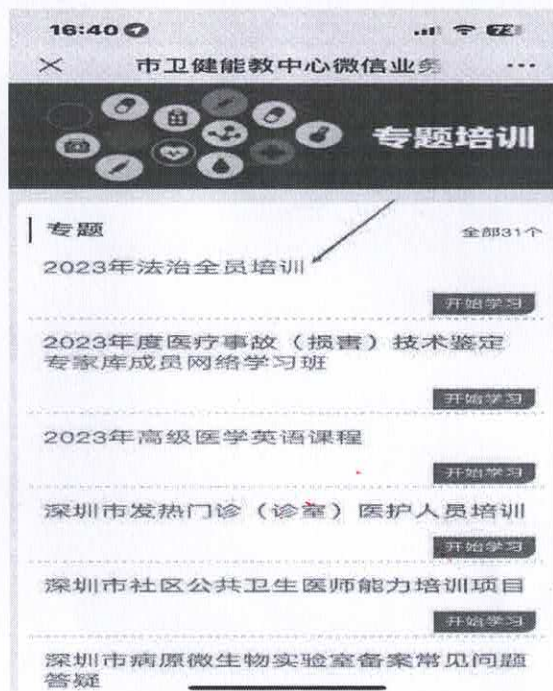 16:40
市卫健能教中心微信业务
专题培训
专题
全部31个
2023年法治全员培训
开始学习
2023年度医疗事故（损害）技术鉴定
专家库成员网络学习班
开始学习
2023年高级医学英语课程
开始学习
深圳市发热门诊（诊室）医护人员培训
开始学习
深圳市社区公共卫生医师能力培训项目
开始学习
深圳市病原微生物实验室备案常见问题
答疑